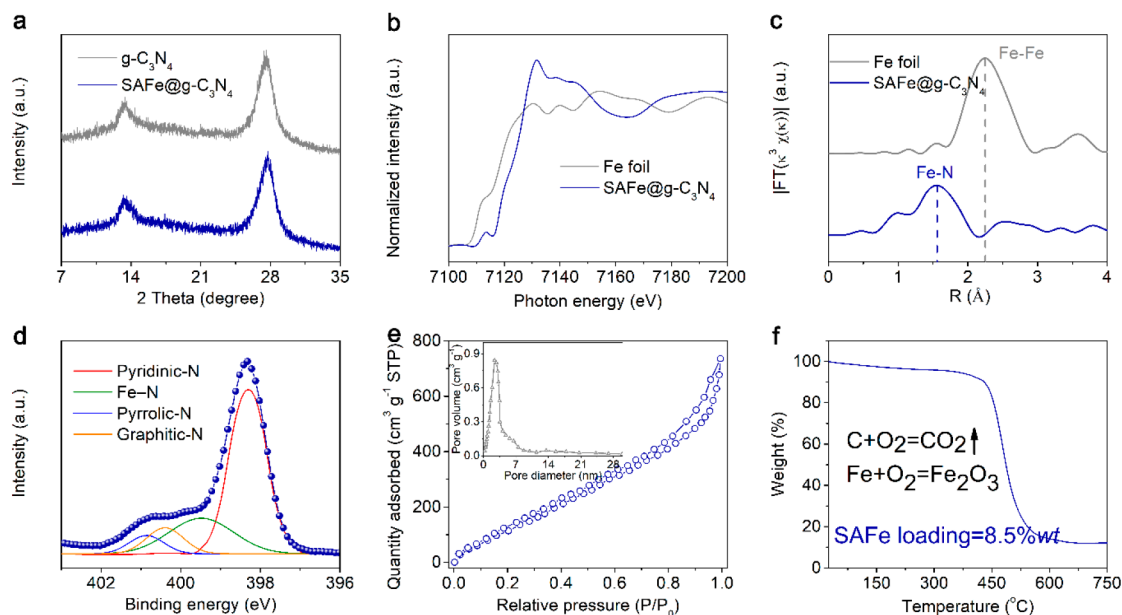 a
g-C₃N₄
SAFe@g-C₃N₄
Intensity (a.u.)
7 14 21 28 35
2 Theta (degree)
b
Fe foil
SAFe@g-C₃N₄
Normalized intensity (a.u.)
7100 7120 7140 7160 7180 7200
Photon energy (eV)
c
Fe-Fe
Fe foil
SAFe@g-C₃N₄
Fe-N
|FT(κ³ χ(κ))| (a.u.)
0 1 2 3 4
R (Å)
d
Pyridinic-N
Fe–N
Pyrrolic-N
Graphitic-N
Intensity (a.u.)
402 400 398 396
Binding energy (eV)
e
Quantity adsorbed (cm³ g⁻¹ STP)
800
600
400
200
0
0.0 0.2 0.4 0.6 0.8 1.0
Relative pressure (P/P₀)
Pore volume (cm³ g⁻¹)
0.9
0.6
0.3
0.0
0 7 14 21 28
Pore diameter (nm)
f
Weight (%)
100
80
60
40
20
0
C+O2=CO₂
Fe+O₂=Fe₂O₃
SAFe loading=8.5%wt
150 300 450 600 750
Temperature (°C)